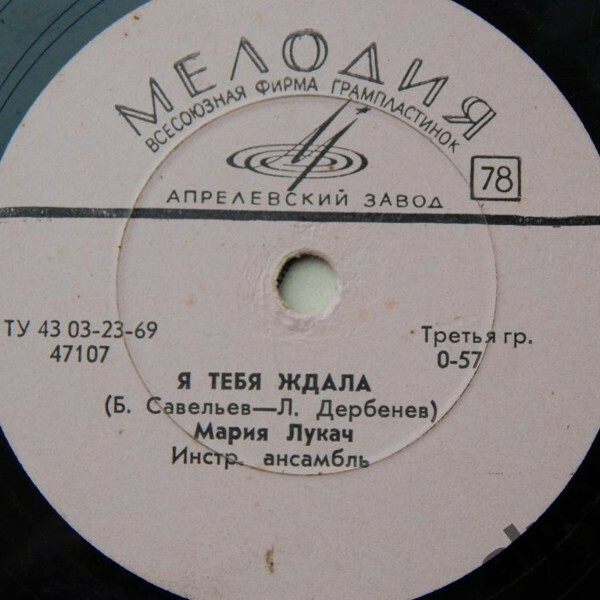 МЕЛОДИЯ
ВСЕСОЮЗНАЯ ФИРМА ГРАМПЛАСТИНОК
АПРЕЛЕВСКИЙ ЗАВОД
78
ТУ 43 03-23-69
47107
Третья гр.
0-57
Я ТЕБЯ ЖДАЛА
(Б. Савельев—Л. Дербенев)
Мария Лукач
Инстр. ансамбль